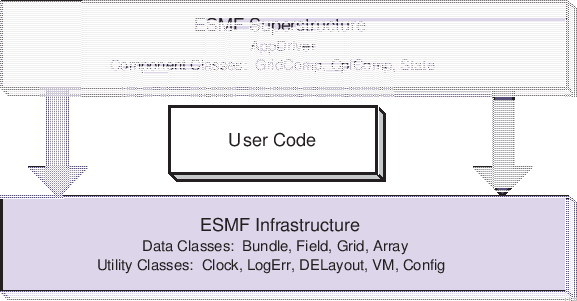 ESMF Superstructure
AppDriver
Component Classes: GridComp, CplComp, State
User Code
ESMF Infrastructure
Data Classes: Bundle, Field, Grid, Array
Utility Classes: Clock, LogErr, DELayout, VM, Config